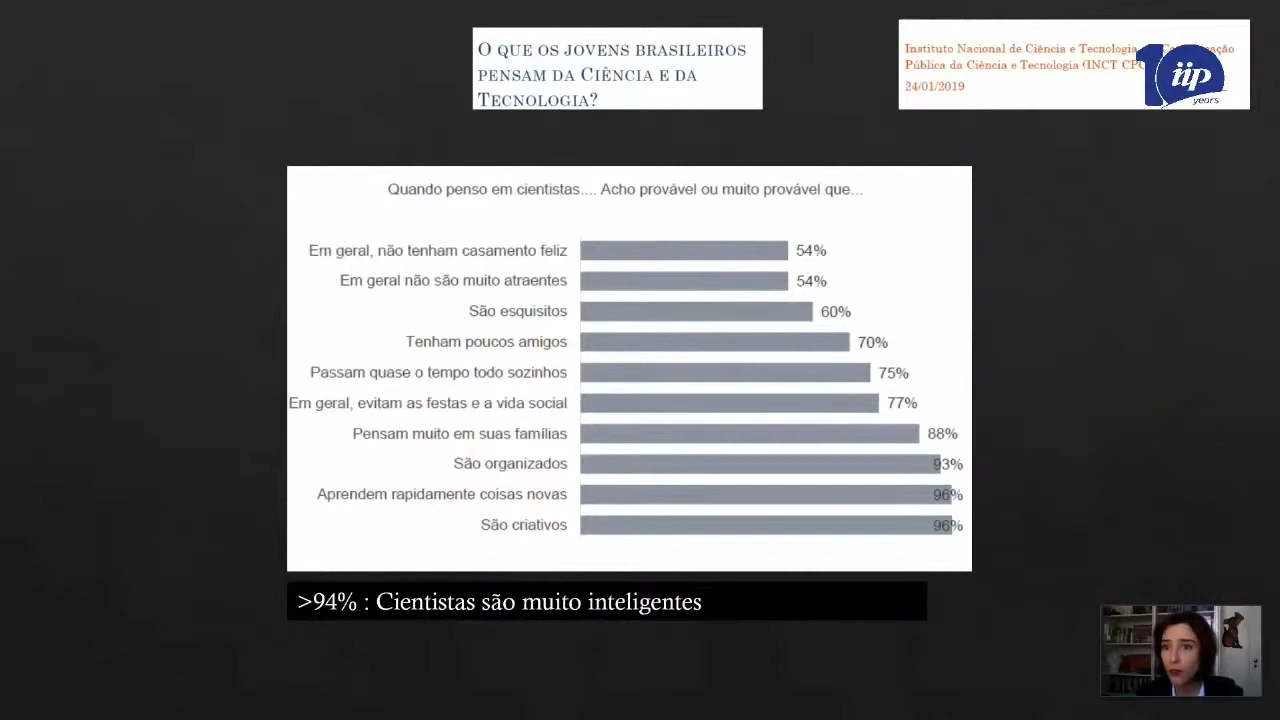 O QUE OS JOVENS BRASILEIROS
PENSAM DA CIÊNCIA E DA
TECNOLOGIA?
Instituto Nacional de Ciência e Tecnologia
Pública da Ciência e Tecnologia (INCT
24/01/2019
10
iip
years
Quando penso em cientistas.... Acho provável ou muito provável que...
Em geral, não tenham casamento feliz 54%
Em geral não são muito atraentes 54%
São esquisitos 60%
Tenham poucos amigos 70%
Passam quase o tempo todo sozinhos 75%
Em geral, evitam as festas e a vida social 77%
Pensam muito em suas famílias 88%
São organizados 93%
Aprendem rapidamente coisas novas 96%
São criativos 96%
>94% : Cientistas são muito inteligentes